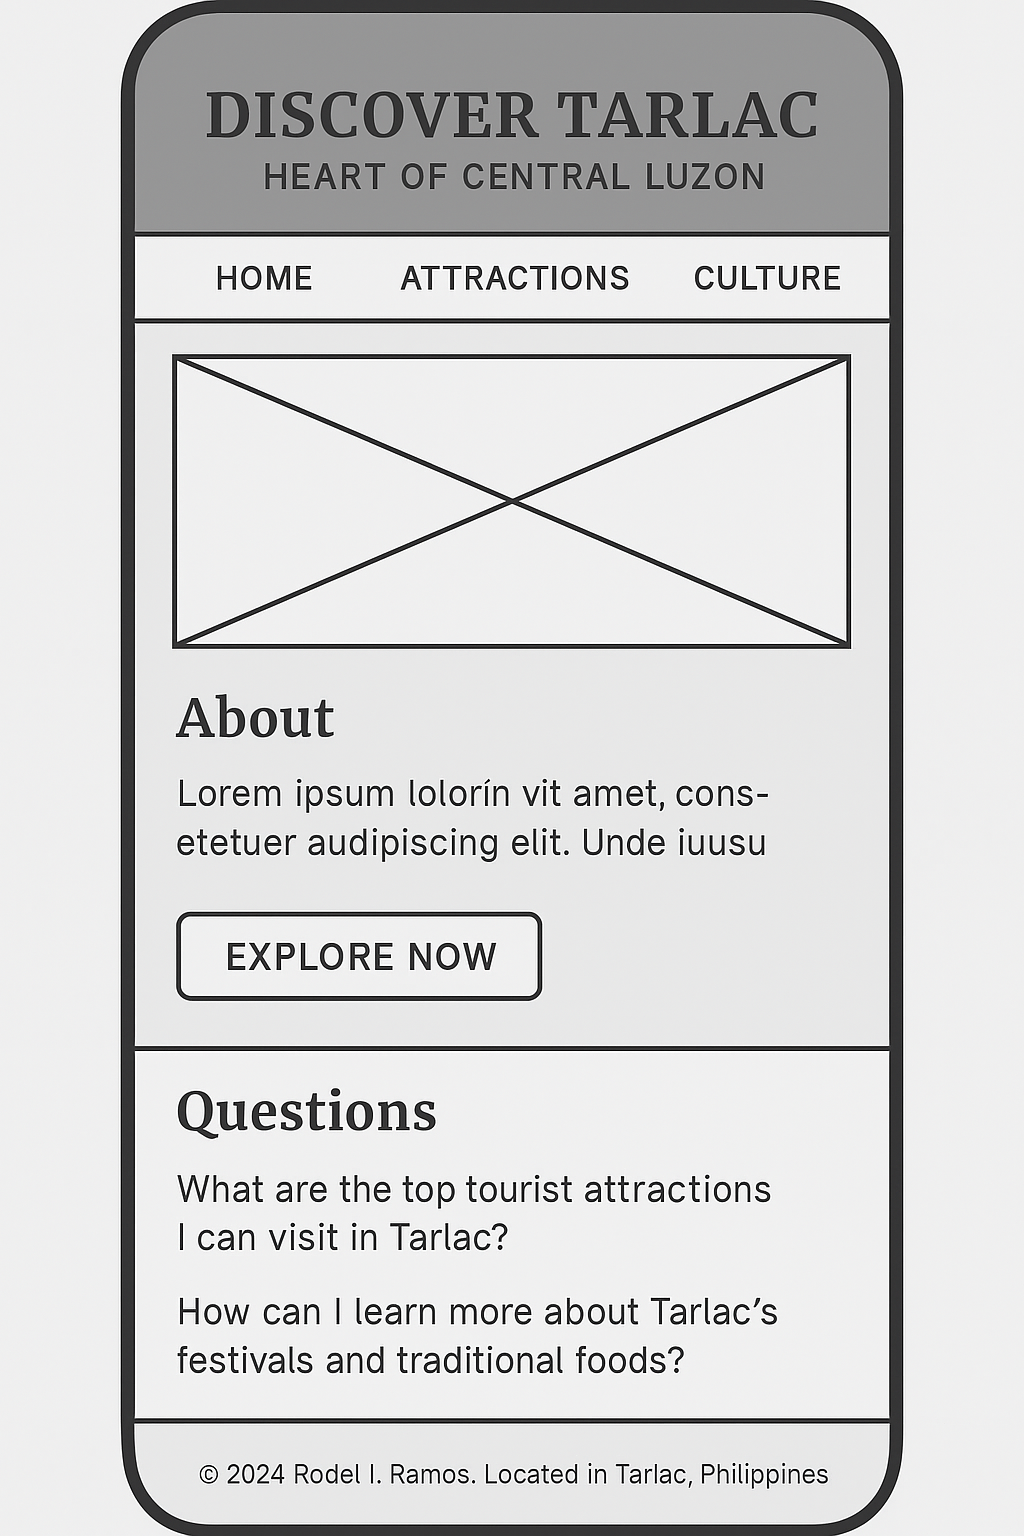 DISCOVER TARLAC
HEART OF CENTRAL LUZON
HOME ATTRACTIONS CULTURE
About
Lorem ipsum lolorín vit amet, cons-
etetuer audipiscing elit. Unde iuusu
EXPLORE NOW
Questions
What are the top tourist attractions
I can visit in Tarlac?
How can I learn more about Tarlac’s
festivals and traditional foods?
© 2024 Rodel I. Ramos. Located in Tarlac, Philippines